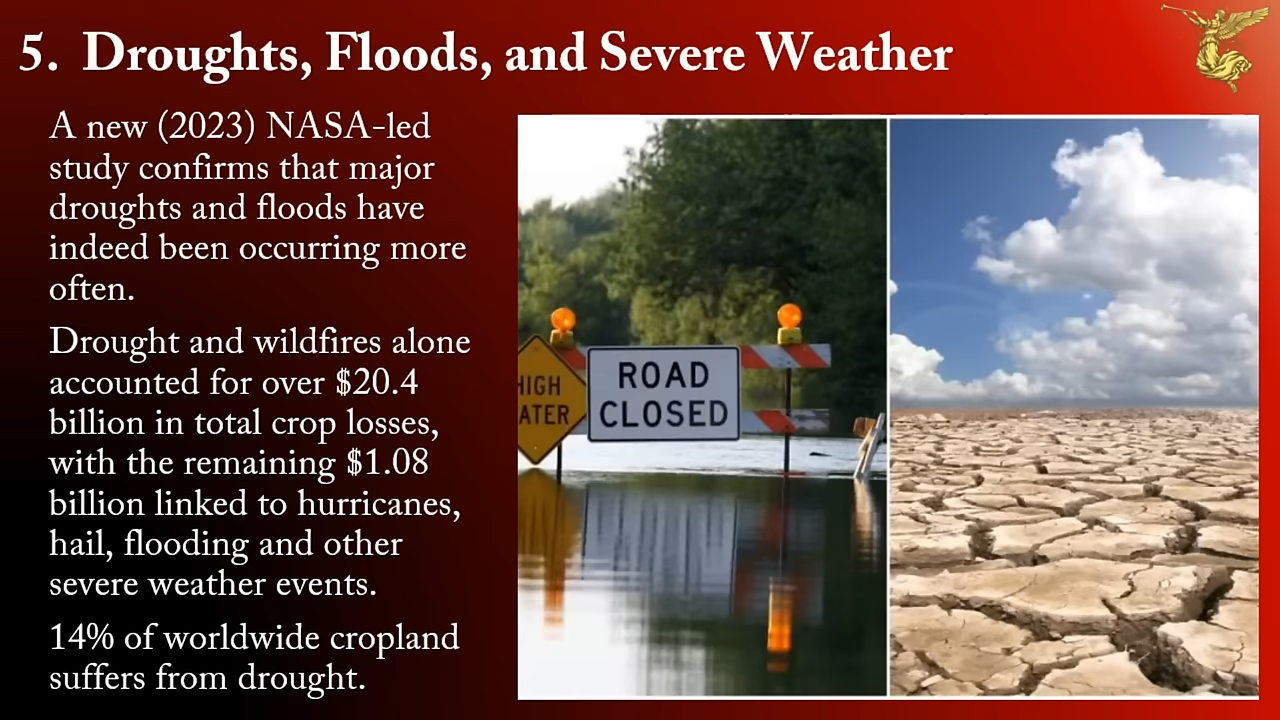 5. Droughts, Floods, and Severe Weather
A new (2023) NASA-led
study confirms that major
droughts and floods have
indeed been occurring more
often.
Drought and wildfires alone
accounted for over $20.4
billion in total crop losses,
with the remaining $1.08
billion linked to hurricanes,
hail, flooding and other
severe weather events.
14% of worldwide cropland
suffers from drought.
HIGH
ATER
ROAD
CLOSED